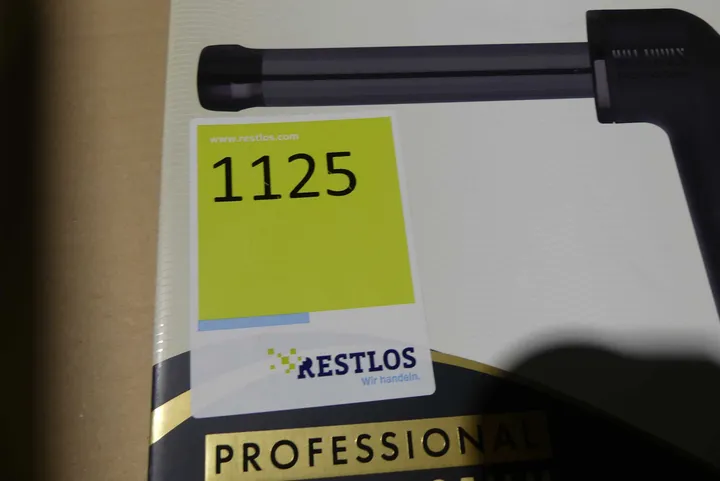 www.restlos.com
1125
RESTLOS
Wir handeln.
PROFESSIONAL